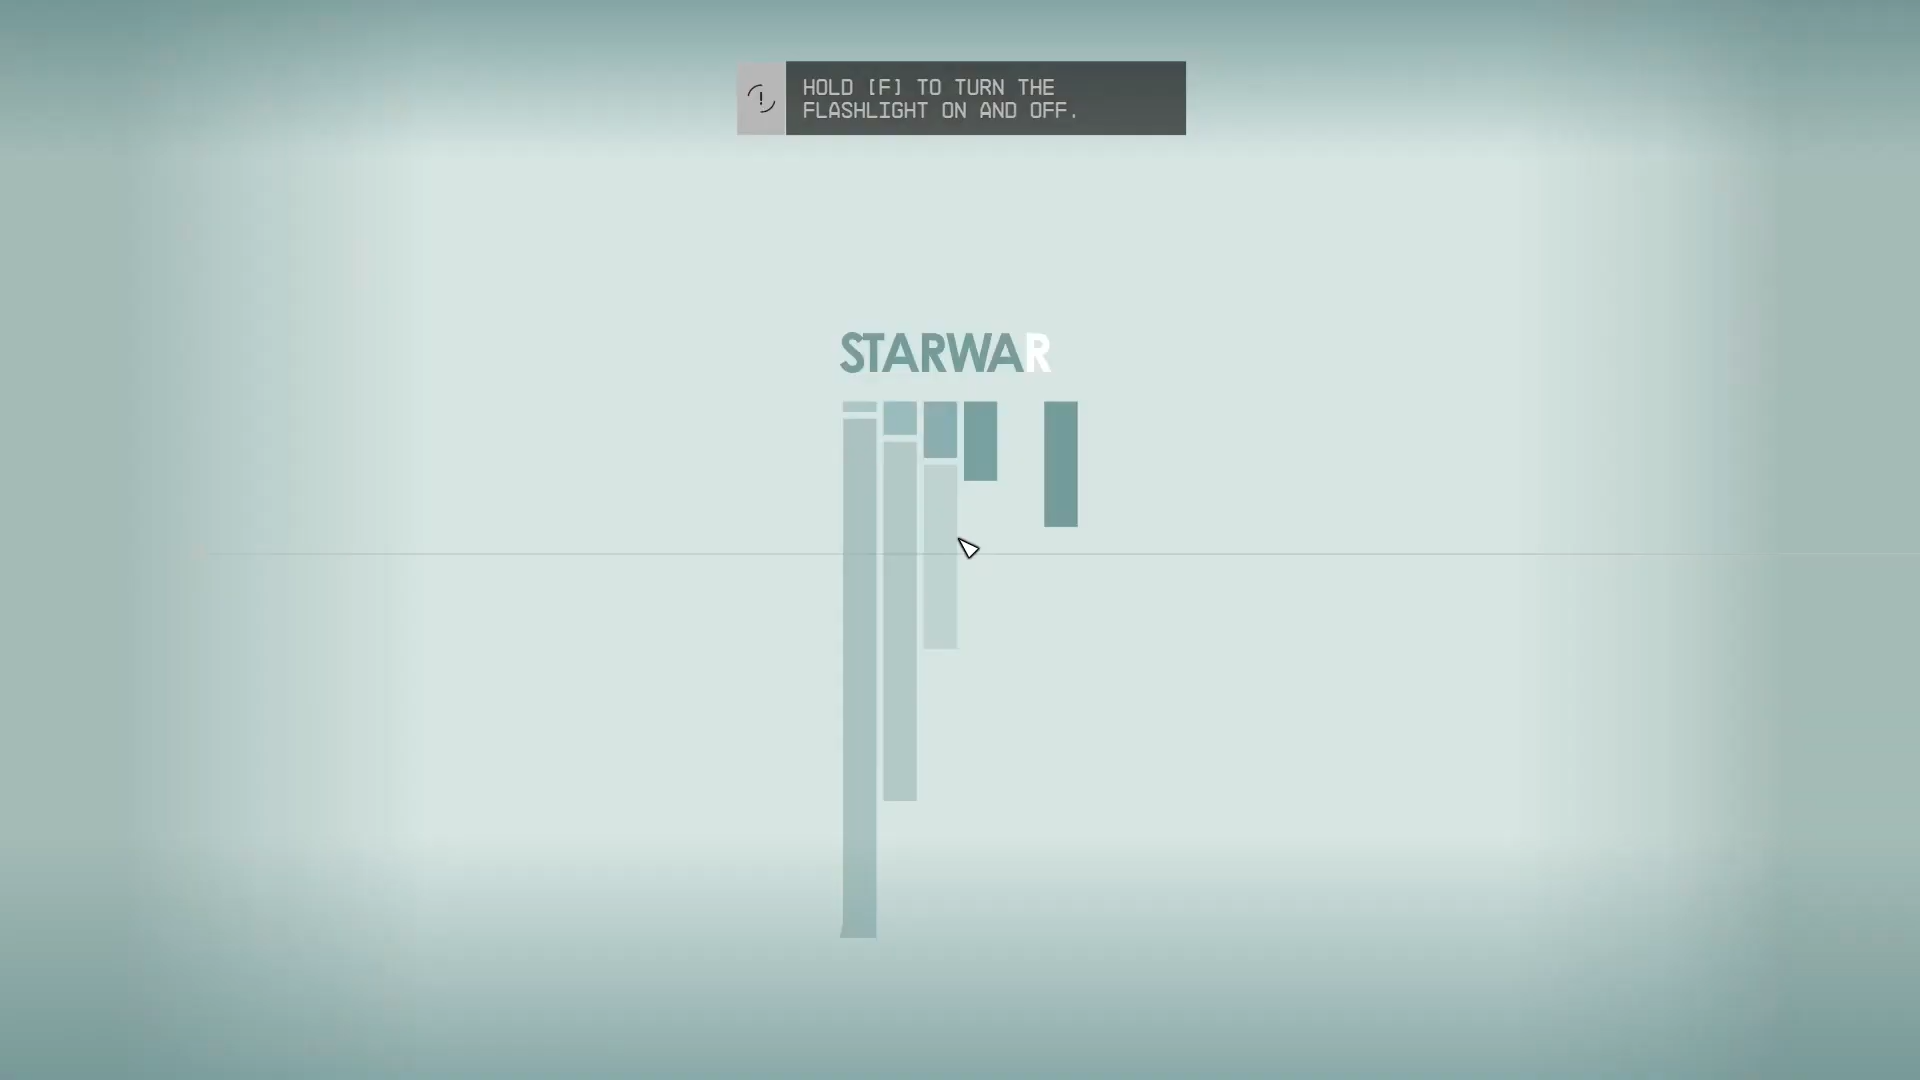 HOLD [F] TO TURN THE
FLASHLIGHT ON AND OFF.
STARWAR